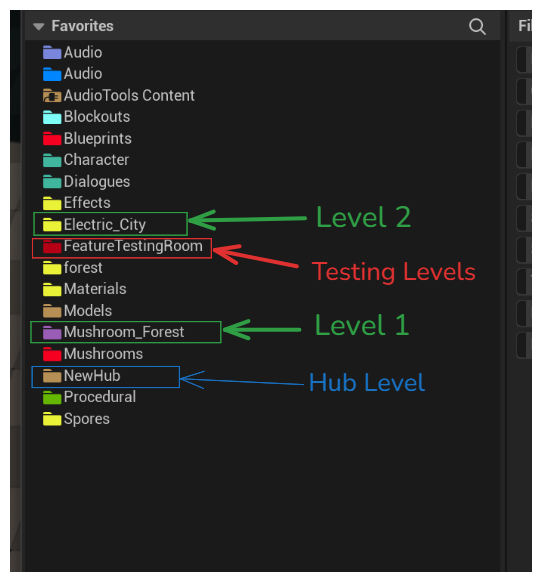 Favorites
Fil
Audio
Audio
AudioTools Content
Blockouts
Blueprints
Character
Dialogues
Effects
Electric_City
Level 2
FeatureTestingRoom
Testing Levels
forest
Materials
Models
Mushroom_Forest
Level 1
Mushrooms
NewHub
Hub Level
Procedural
Spores